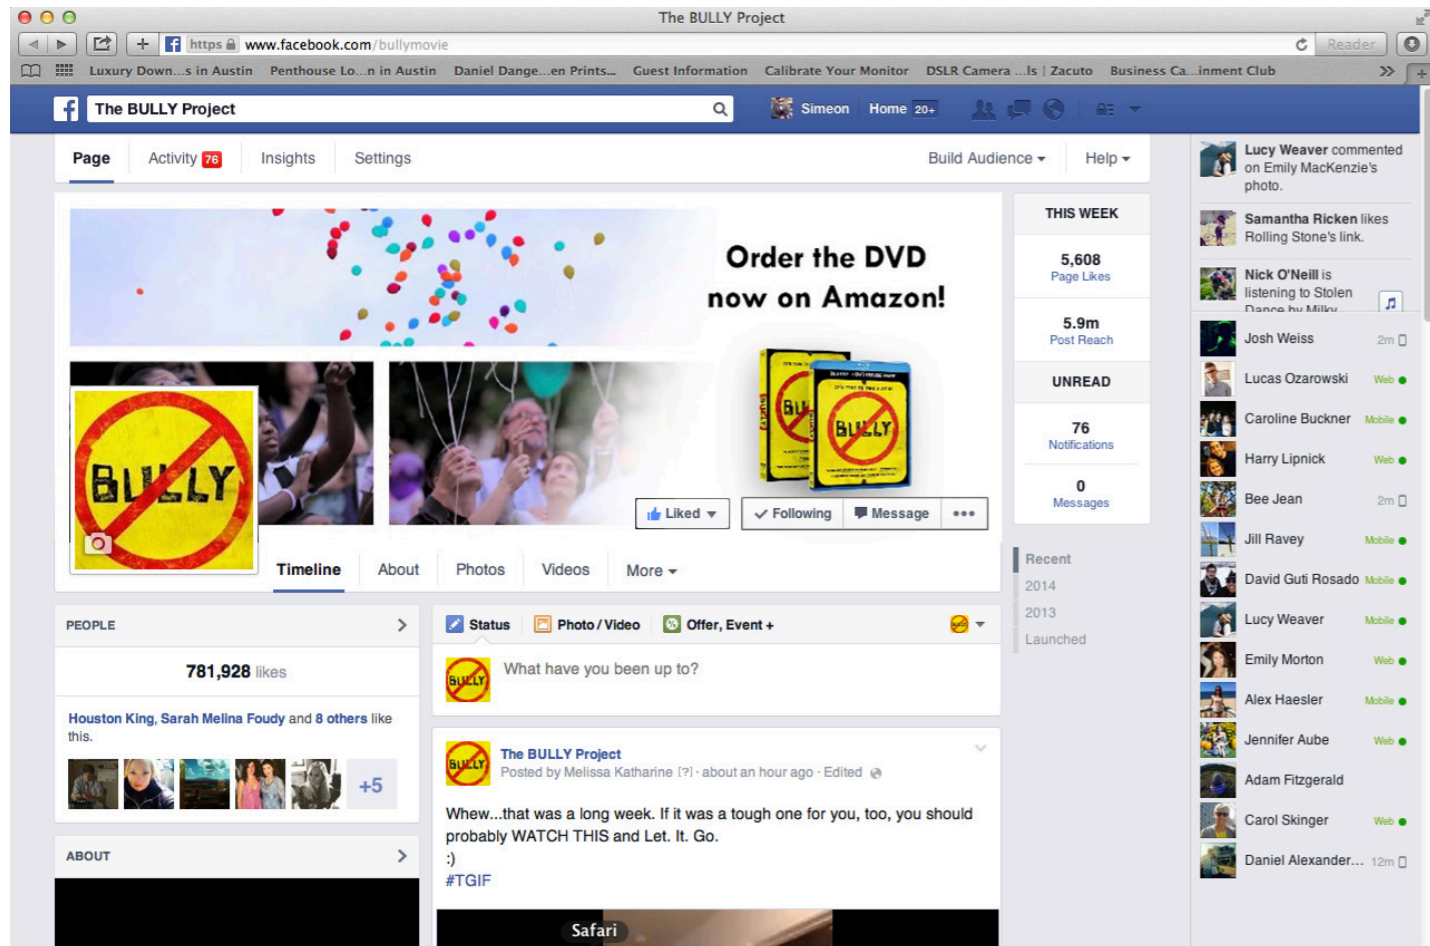 The BULLY Project
https www.facebook.com/bullymovie
Reader
Luxury Down...s in Austin Penthouse Lo...n in Austin Daniel Dange...en Prints... Guest Information Calibrate Your Monitor DSLR Camera ...ls | Zacuto Business Ca...inment Club
The BULLY Project
Simeon Home 20+
Page Activity 76 Insights Settings Build Audience Help
Order the DVD
now on Amazon!
BULLY
BULLY
BULLY
Liked Following Message
Timeline About Photos Videos More
THIS WEEK
5,608
Page Likes
5.9m
Post Reach
UNREAD
76
Notifications
0
Messages
Recent
2014
2013
Launched
PEOPLE
781,928 likes
Houston King, Sarah Melina Foudy and 8 others like
this.
+5
ABOUT
Status Photo / Video Offer, Event +
BULLY
What have you been up to?
BULLY
The BULLY Project
Posted by Melissa Katharine [?] · about an hour ago · Edited
Whew...that was a long week. If it was a tough one for you, too, you should
probably WATCH THIS and Let. It. Go.
:)
#TGIF
Safari
Lucy Weaver commented
on Emily MacKenzie's
photo.
Samantha Ricken likes
Rolling Stone's link.
Nick O'Neill is
listening to Stolen
Dance by Milky
Josh Weiss 2m
Lucas Ozarowski Web
Caroline Buckner Mobile
Harry Lipnick Web
Bee Jean 2m
Jill Ravey Mobile
David Guti Rosado Mobile
Lucy Weaver Mobile
Emily Morton Web
Alex Haesler Mobile
Jennifer Aube Web
Adam Fitzgerald
Carol Skinger Web
Daniel Alexander... 12m